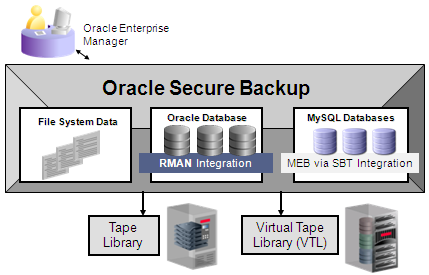 Oracle Enterprise
Manager
Oracle Secure Backup
File System Data
Oracle Database
RMAN Integration
MySQL Databases
MEB via SBT Integration
Tape
Library
Virtual Tape
Library (VTL)